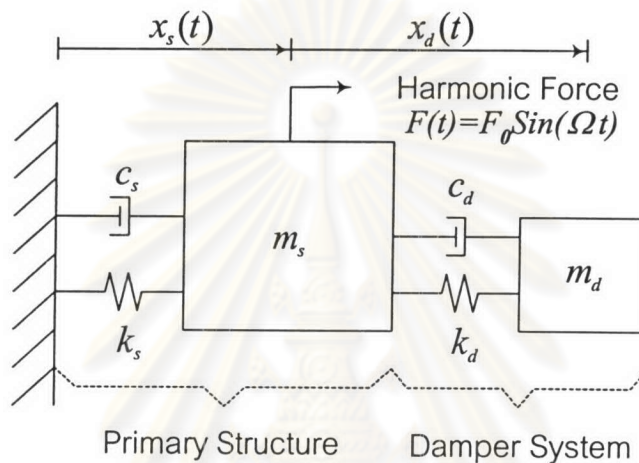 x_s(t) x_d(t)
Harmonic Force
F(t)=F_0Sin(Ωt)
c_s
c_d
m_s
m_d
k_s
k_d
Primary Structure Damper System